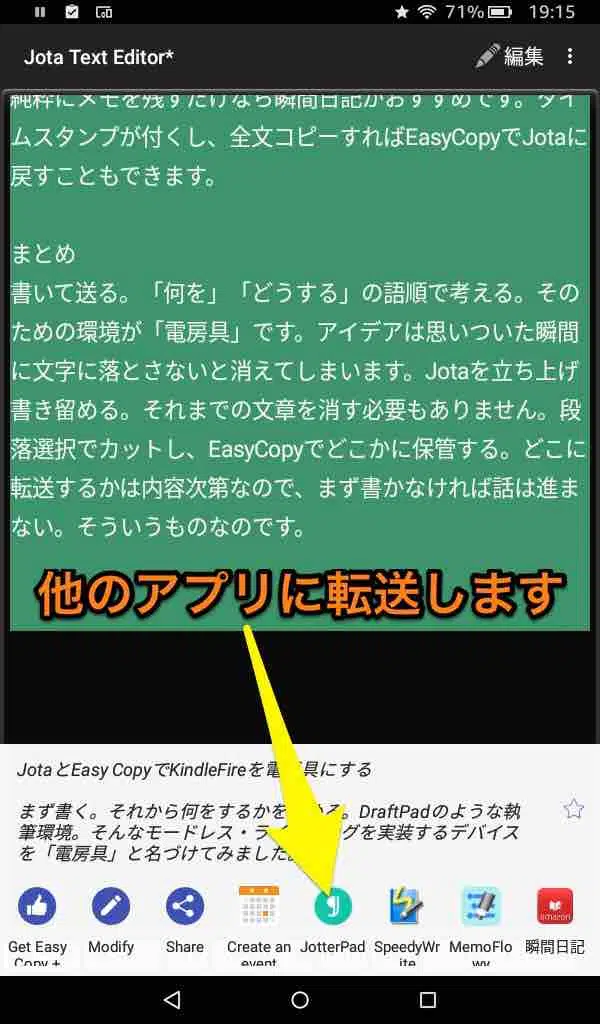 71% 19:15
Jota Text Editor* 編集
純粋にメモを残すだけなら瞬間日記がおすすめです。タイ
ムスタンプが付くし、全文コピーすればEasyCopyでJotaに
戻すこともできます。
まとめ
書いて送る。「何を」「どうする」の語順で考える。その
ための環境が「電房具」です。アイデアは思いついた瞬間
に文字に落とさないと消えてしまいます。Jotaを立ち上げ
書き留める。それまでの文章を消す必要もありません。段
落選択でカットし、EasyCopyでどこかに保管する。どこに
転送するかは内容次第なので、まず書かなければ話は進ま
ない。そういうものなのです。
他のアプリに転送します
JotaとEasy CopyでKindleFireを電房具にする
まず書く。それから何をするかを める。DraftPadのような執
筆環境。そんなモードレス・ラ グを実装するデバイス
を「電房具」と名づけてみました。
Get Easy Copy +
Modify
Share
Create an event
JotterPad
SpeedyWrite
MemoFlowy
amazon
瞬間日記